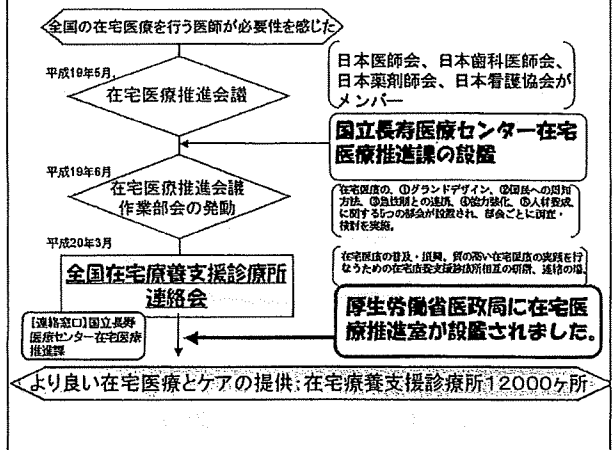 全国の在宅医療を行う医師が必要性を感じた
平成19年5月、
在宅医療推進会議
日本医師会、日本歯科医師会、
日本薬剤師会、日本看護協会が
メンバー
国立長寿医療センター在宅
医療推進課の設置
平成19年6月
在宅医療推進会議
作業部会の発動
在宅医療の、①グランドデザイン、②国民への周知
方法、③急性期との連携、④協力強化、⑤人材養成
に関する5つの部会が設置され、部会ごとに調査・
検討を実施。
平成20年3月
全国在宅療養支援診療所
連絡会
在宅医療の普及・振興、質の高い在宅医療の実践を行
なうための在宅療養支援診療所相互の研鑽、連絡の場。
厚生労働省医政局に在宅医
療推進室が設置されました。
【連絡窓口】国立長寿
医療センター在宅医療
推進課
より良い在宅医療とケアの提供：在宅療養支援診療所12000ヶ所